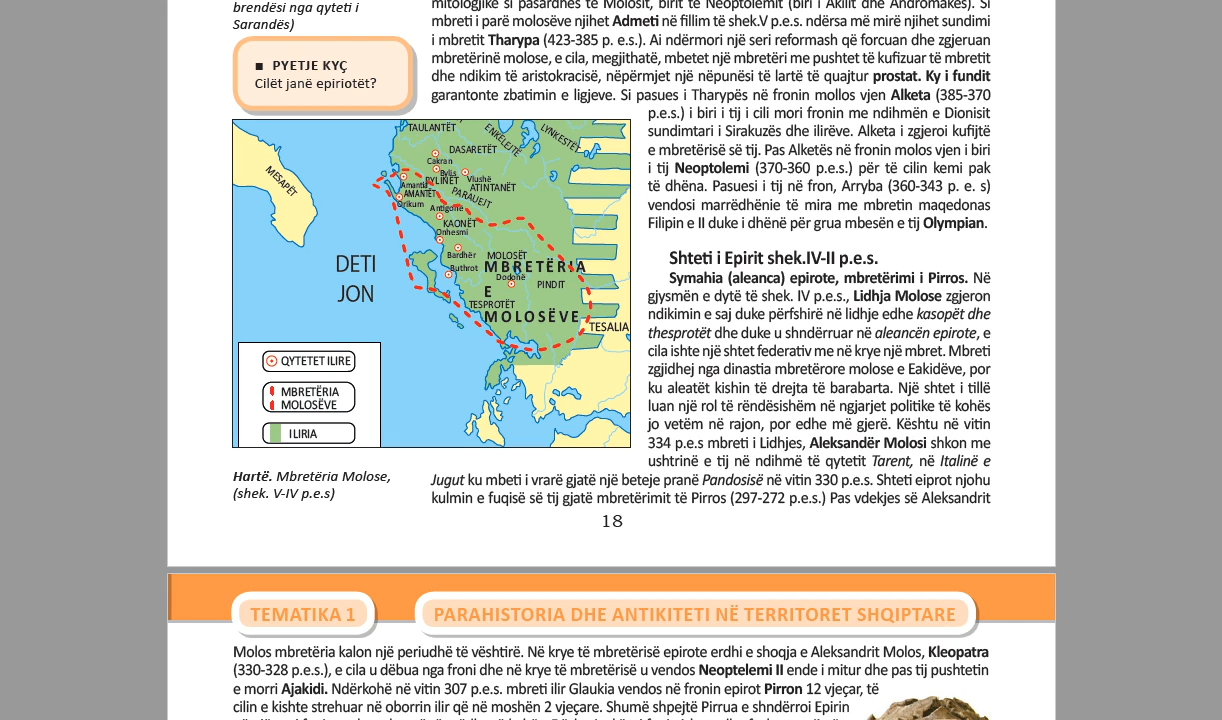 brendësi nga qyteti i
Sarandës)
■ PYETJE KYÇ
Cilët janë epiriotët?
mitologjike si pasardhës të Molosit, birit të Neoptolemit (biri i Akilit dhe Andromakës). Si
mbreti i parë molosëve njihet Admeti në fillim të shek.V p.e.s. ndërsa më mirë njihet sundimi
i mbretit Tharypa (423-385 p. e.s.). Ai ndërmori një seri reformash që forcuan dhe zgjeruan
mbretërinë molose, e cila, megjithatë, mbetet një mbretëri me pushtet të kufizuar të mbretit
dhe ndikim të aristokracisë, nëpërmjet një nëpunësi të lartë të quajtur prostat. Ky i fundit
garantonte zbatimin e ligjeve. Si pasues i Tharypës në fronin mollos vjen Alketa (385-370
p.e.s.) i biri i tij i cili mori fronin me ndihmën e Dionisit
sundimtari i Sirakuzës dhe ilirëve. Alketa i zgjeroi kufijtë
e mbretërisë së tij. Pas Alketës në fronin molos vjen i biri
i tij Neoptolemi (370-360 p.e.s.) për të cilin kemi pak
të dhëna. Pasuesi i tij në fron, Arryba (360-343 p. e. s)
vendosi marrëdhënie të mira me mbretin maqedonas
Filipin e II duke i dhënë për grua mbesën e tij Olympian.
TAULANTËT
ENKELEJTË
LYNKESTËT
DASARETËT
Cakran
Bylis
BYLINËT
Vlushë
ATINTANËT
Amantia
AMANTËT
PARAUEJT
Orikum
Antigonë
KAONËT
Onhesmi
Bardhër
MOLOSËT
Buthrot
MBRETËRIA
Dodonë
E
PINDIT
TESPROTËT
MOLOSËVE
TESALIA
MESAPËT
DETI
JON
QYTETET ILIRE
MBRETËRIA
MOLOSËVE
ILIRIA
Hartë. Mbretëria Molose,
(shek. V-IV p.e.s)
Shteti i Epirit shek.IV-II p.e.s.
Symahia (aleanca) epirote, mbretërimi i Pirros. Në
gjysmën e dytë të shek. IV p.e.s., Lidhja Molose zgjeron
ndikimin e saj duke përfshirë në lidhje edhe kasopët dhe
thesprotët dhe duke u shndërruar në aleancën epirote, e
cila ishte një shtet federativ me në krye një mbret. Mbreti
zgjidhej nga dinastia mbretërore molose e Eakidëve, por
ku aleatët kishin të drejta të barabarta. Një shtet i tillë
luan një rol të rëndësishëm në ngjarjet politike të kohës
jo vetëm në rajon, por edhe më gjerë. Kështu në vitin
334 p.e.s mbreti i Lidhjes, Aleksandër Molosi shkon me
ushtrinë e tij në ndihmë të qytetit Tarent, në Italinë e
Jugut ku mbeti i vrarë gjatë një beteje pranë Pandosisë në vitin 330 p.e.s. Shteti eiprot njohu
kulmin e fuqisë së tij gjatë mbretërimit të Pirros (297-272 p.e.s.) Pas vdekjes së Aleksandrit
18
TEMATIKA 1
PARAHISTORIA DHE ANTIKITETI NË TERRITORET SHQIPTARE
Molos mbretëria kalon një periudhë të vështirë. Në krye të mbretërisë epirote erdhi e shoqja e Aleksandrit Molos, Kleopatra
(330-328 p.e.s.), e cila u dëbua nga froni dhe në krye të mbretërisë u vendos Neoptelemi II ende i mitur dhe pas tij pushtetin
e morri Ajakidi. Ndërkohë në vitin 307 p.e.s. mbreti ilir Glaukia vendos në fronin epirot Pirron 12 vjeçar, të
cilin e kishte strehuar në oborrin ilir që në moshën 2 vjeçare. Shumë shpejtë Pirrua e shndërroi Epirin